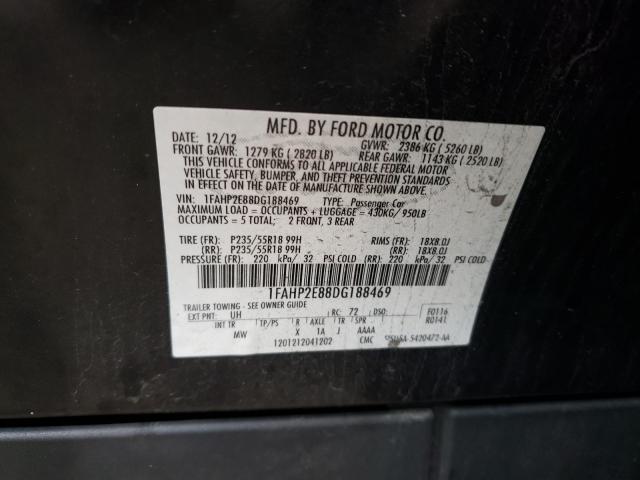 MFD. BY FORD MOTOR CO.
DATE: 12/12 GVWR: 2386 KG ( 5260 LB)
FRONT GAWR: 1279 KG ( 2820 LB) REAR GAWR: 1143 KG ( 2520 LB)
THIS VEHICLE CONFORMS TO ALL APPLICABLE FEDERAL MOTOR
VEHICLE SAFETY, BUMPER, AND THEFT PREVENTION STANDARDS
IN EFFECT ON THE DATE OF MANUFACTURE SHOWN ABOVE.
VIN: 1FAHP2E88DG188469 TYPE: Passenger Car
MAXIMUM LOAD = OCCUPANTS + LUGGAGE = 430KG/ 950LB
OCCUPANTS = 5 TOTAL; 2 FRONT, 3 REAR
TIRE (FR): P235/55R18 99H RIMS (FR): 18X8.0J
(RR): P235/55R18 99H (RR): 18X8.0J
PRESSURE (FR): 220 kPa/ 32 PSI COLD (RR): 220 kPa/ 32 PSI COLD
1FAHP2E88DG188469
TRAILER TOWING - SEE OWNER GUIDE
EXT PNT: UH RC: 72 DSO: F0116
R0141
INT TR TP/PS R AXLE TR SPR
MW X 1A J AAAA
1201212041202 CMC 5420472-AA